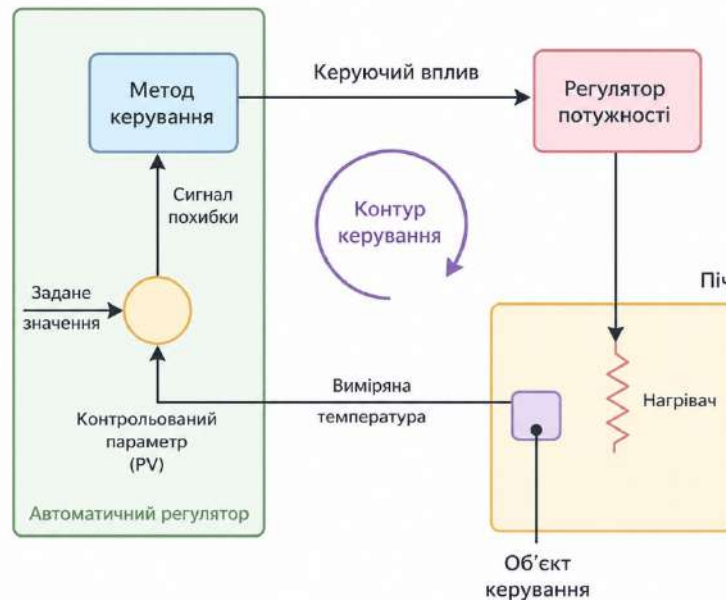 Метод
керування
Керуючий вплив
Регулятор
потужності
Сигнал
похибки
Контур
керування
Задане
значення
Піч
Виміряна
температура
Нагрівач
Контрольований
параметр
(PV)
Автоматичний регулятор
Об’єкт
керування